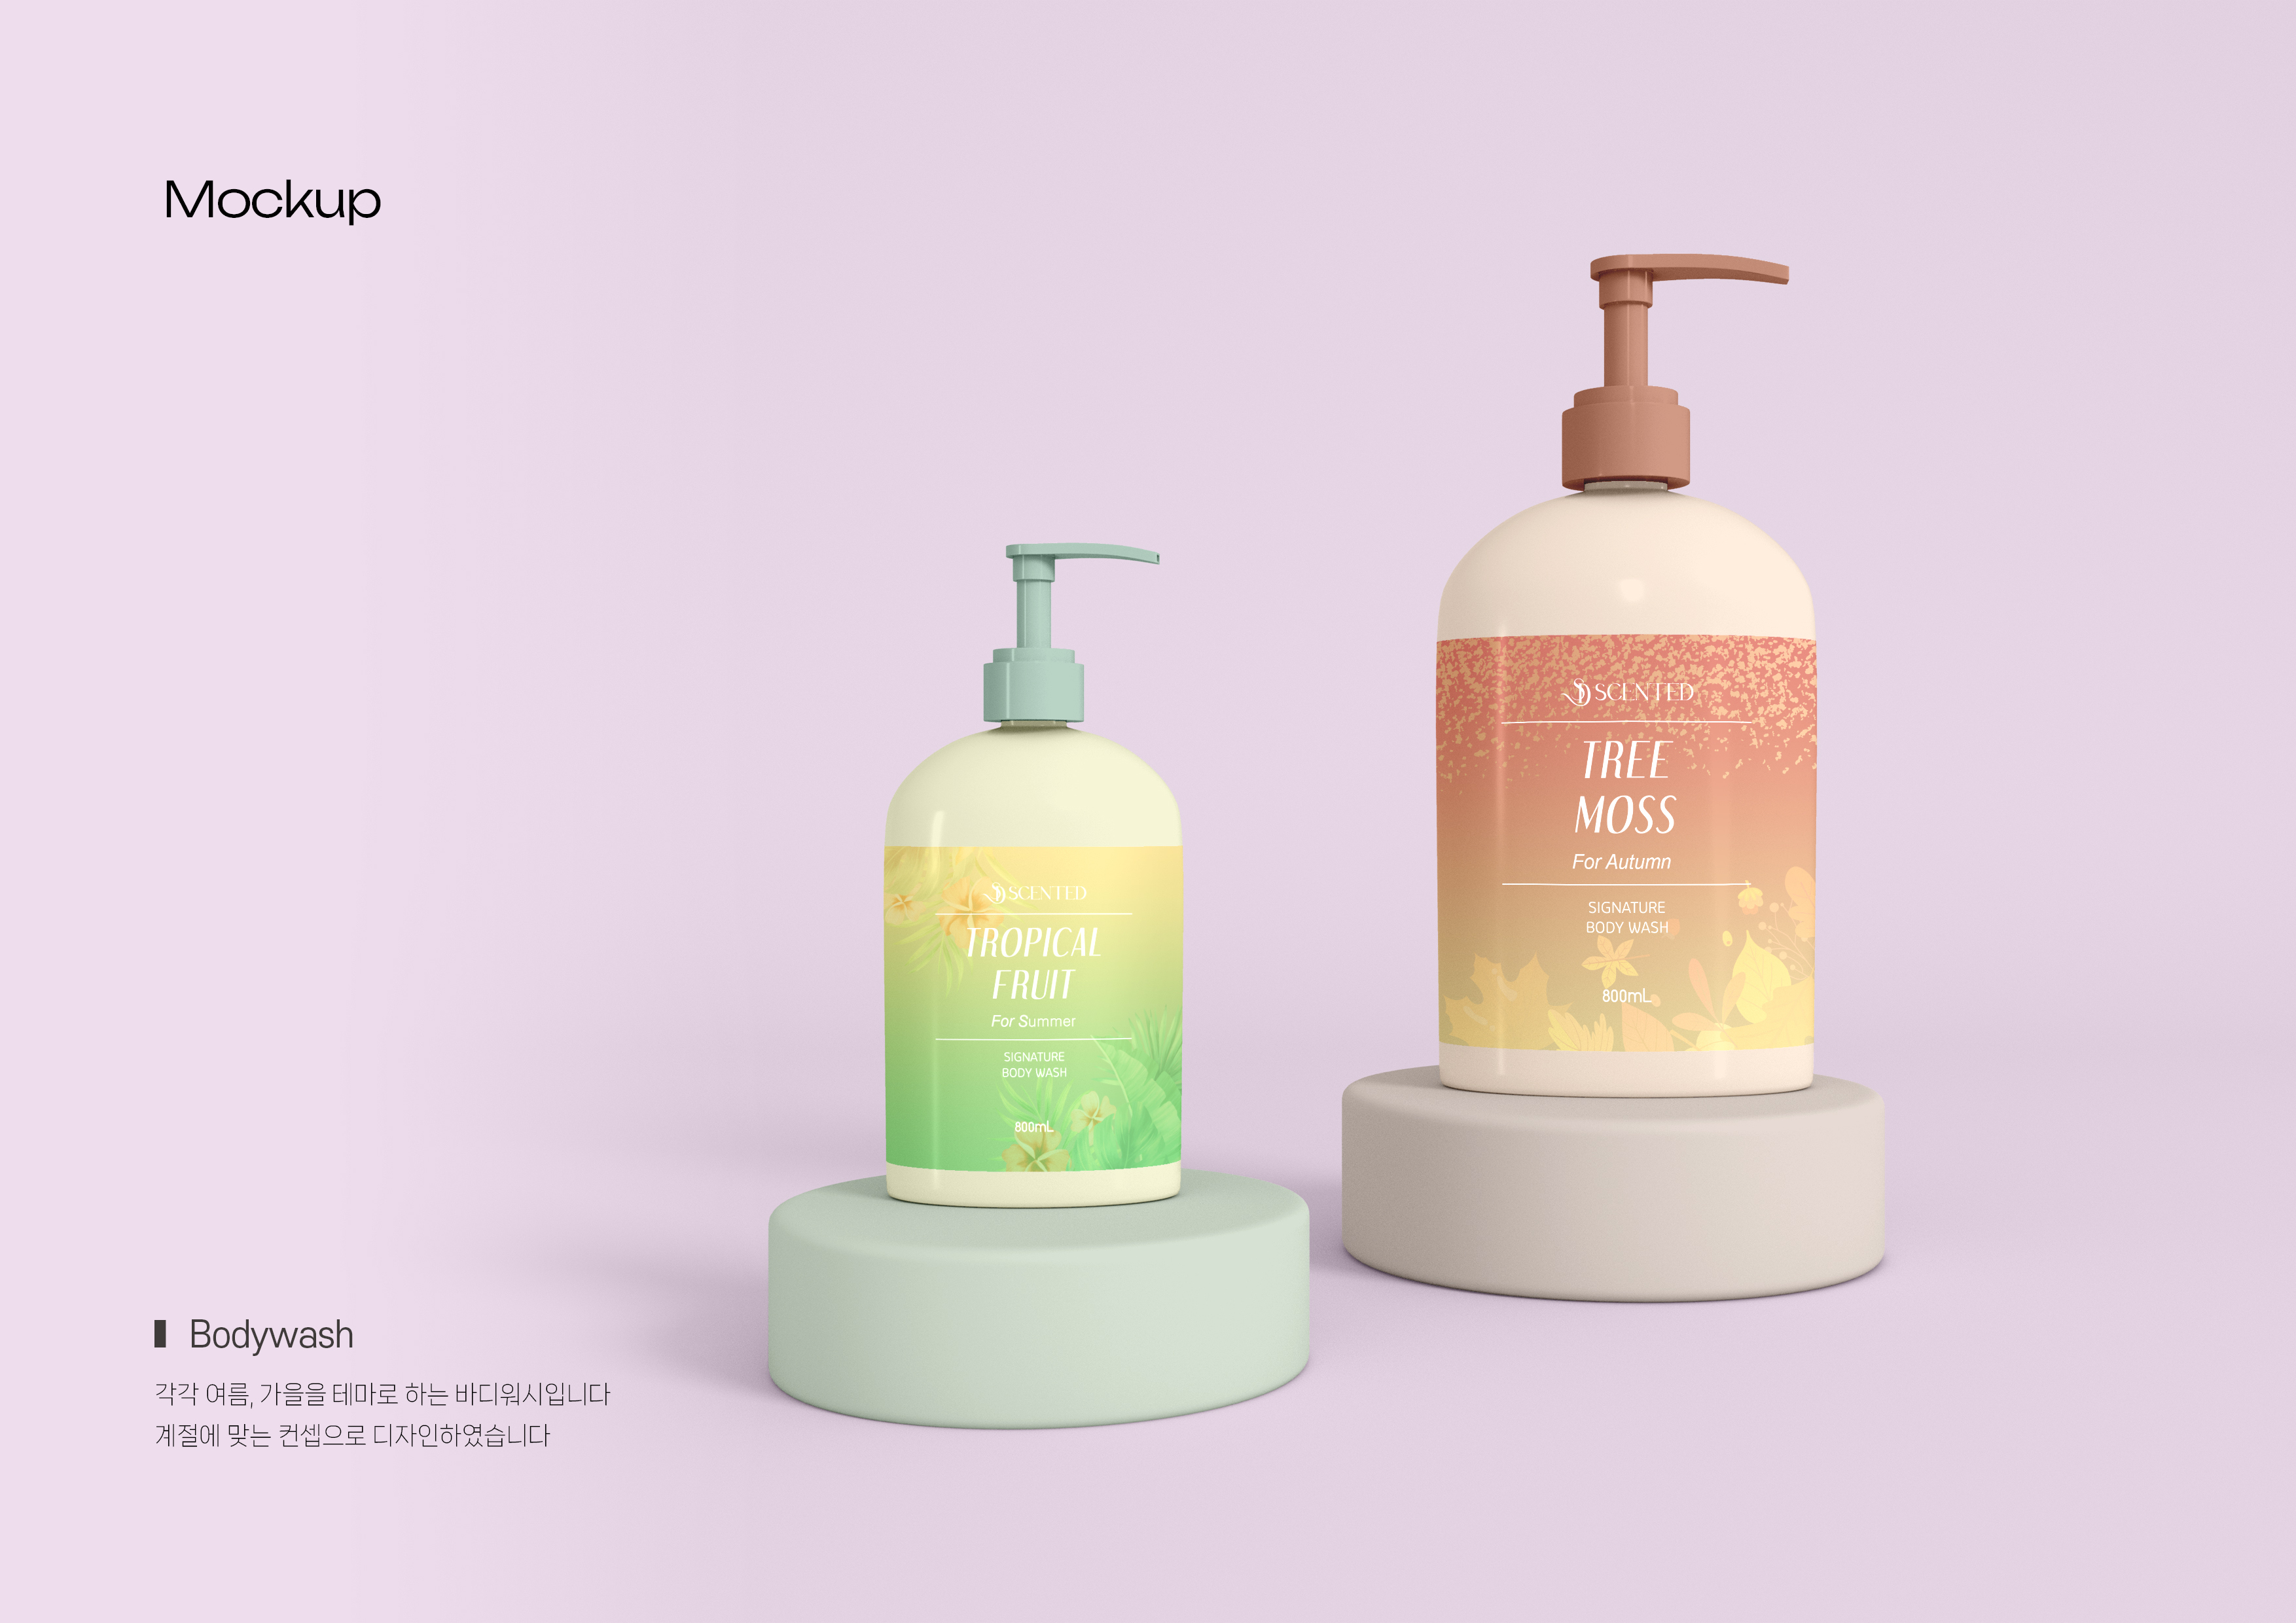 Mockup
SCENTED
TREE
MOSS
For Autumn
SIGNATURE
BODY WASH
800mL
SCENTED
TROPICAL
FRUIT
For Summer
SIGNATURE
BODY WASH
800mL
Bodywash
각각 여름, 가을을 테마로 하는 바디워시입니다
계절에 맞는 컨셉으로 디자인하였습니다